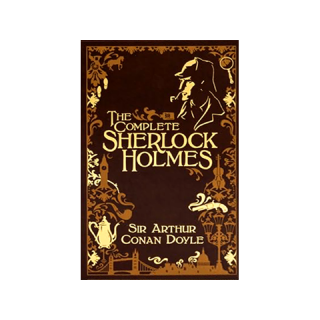 THE
COMPLETE
SHERLOCK
HOLMES
SIR ARTHUR
CONAN DOYLE